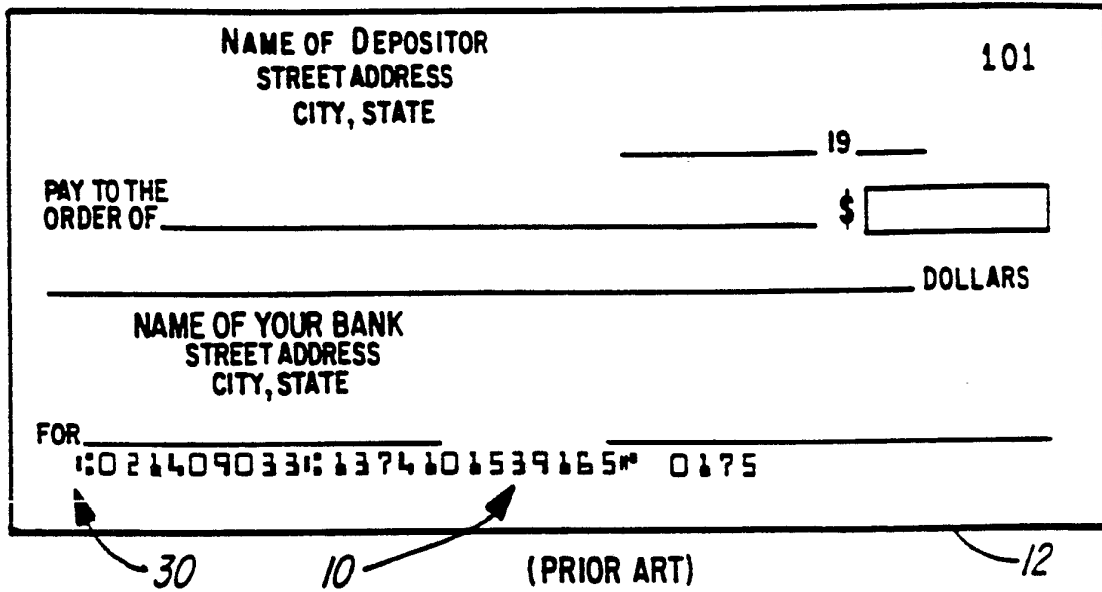 NAME OF DEPOSITOR
STREET ADDRESS
CITY, STATE
101
19
PAY TO THE
ORDER OF
$
DOLLARS
NAME OF YOUR BANK
STREET ADDRESS
CITY, STATE
FOR
⑆021409033⑆1374101539165⑈ 0175
30 10 (PRIOR ART) 12